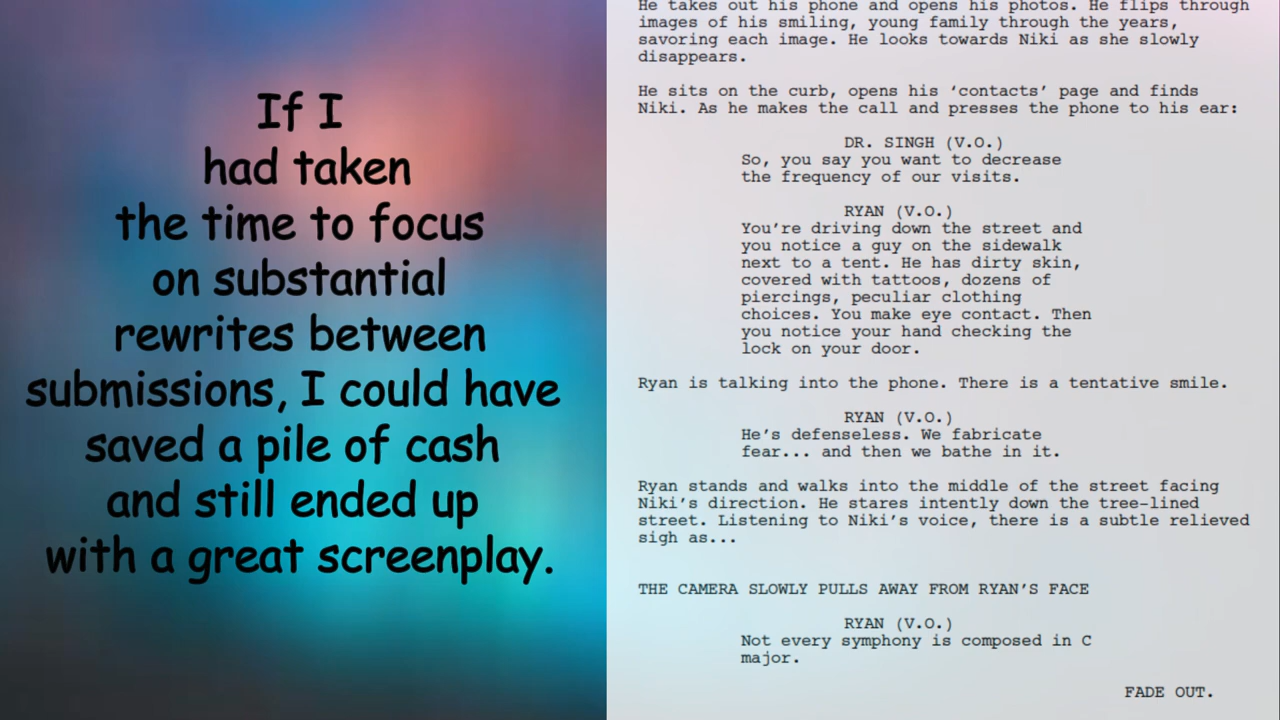 If I
had taken
the time to focus
on substantial
rewrites between
submissions, I could have
saved a pile of cash
and still ended up
with a great screenplay.
He takes out his phone and opens his photos. He flips through
images of his smiling, young family through the years,
savoring each image. He looks towards Niki as she slowly
disappears.
He sits on the curb, opens his ‘contacts’ page and finds
Niki. As he makes the call and presses the phone to his ear:
DR. SINGH (V.O.)
So, you say you want to decrease
the frequency of our visits.
RYAN (V.O.)
You’re driving down the street and
you notice a guy on the sidewalk
next to a tent. He has dirty skin,
covered with tattoos, dozens of
piercings, peculiar clothing
choices. You make eye contact. Then
you notice your hand checking the
lock on your door.
Ryan is talking into the phone. There is a tentative smile.
RYAN (V.O.)
He’s defenseless. We fabricate
fear... and then we bathe in it.
Ryan stands and walks into the middle of the street facing
Niki’s direction. He stares intently down the tree-lined
street. Listening to Niki’s voice, there is a subtle relieved
sigh as...
THE CAMERA SLOWLY PULLS AWAY FROM RYAN’S FACE
RYAN (V.O.)
Not every symphony is composed in C
major.
FADE OUT.